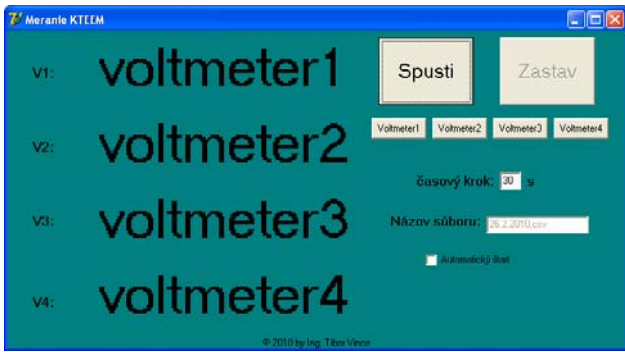 Meranie KTEEM
V1: voltmeter1
V2: voltmeter2
V3: voltmeter3
V4: voltmeter4
Spusti Zastav
Voltmeter1 Voltmeter2 Voltmeter3 Voltmeter4
časový krok: 30 s
Názov súboru: 26.2.2010.csv
Automatický štart
© 2010 by Ing. Tibor Vince